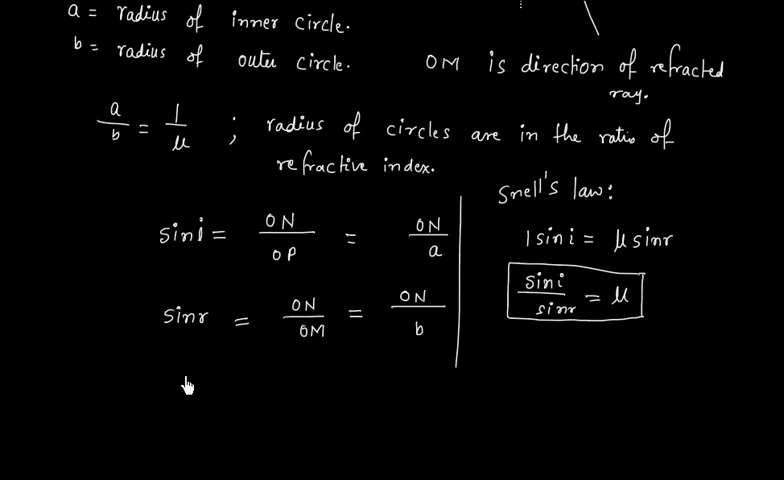 a = radius of inner circle.
b = radius of outer circle.
OM is direction of refracted ray.
a/b = 1/μ ; radius of circles are in the ratio of refractive index.
sin i = ON/OP = ON/a
sin r = ON/OM = ON/b
Snell's law:
1 sin i = μ sin r
sin i / sin r = μ